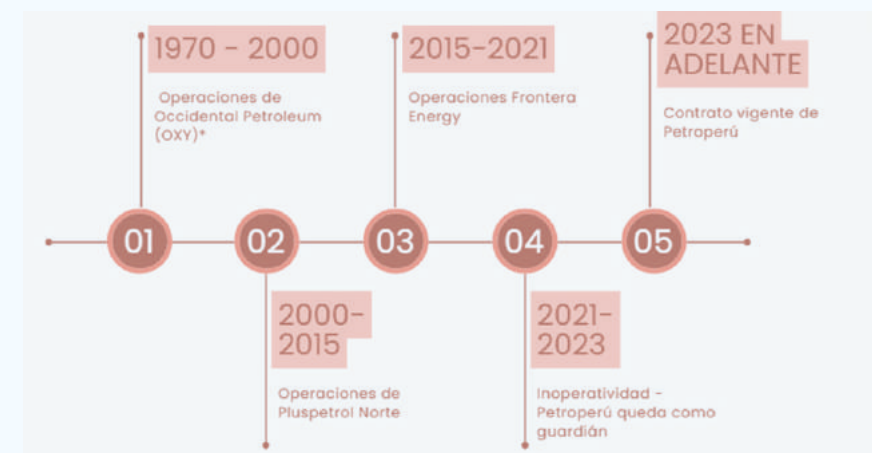 1970 - 2000
Operaciones de
Occidental Petroleum
(OXY)*
2015-2021
Operaciones Frontera
Energy
2023 EN
ADELANTE
Contrato vigente de
Petroperú
01
02
03
04
05
2000-
2015
Operaciones de
Pluspetrol Norte
2021-
2023
Inoperatividad -
Petroperú queda como
guardián